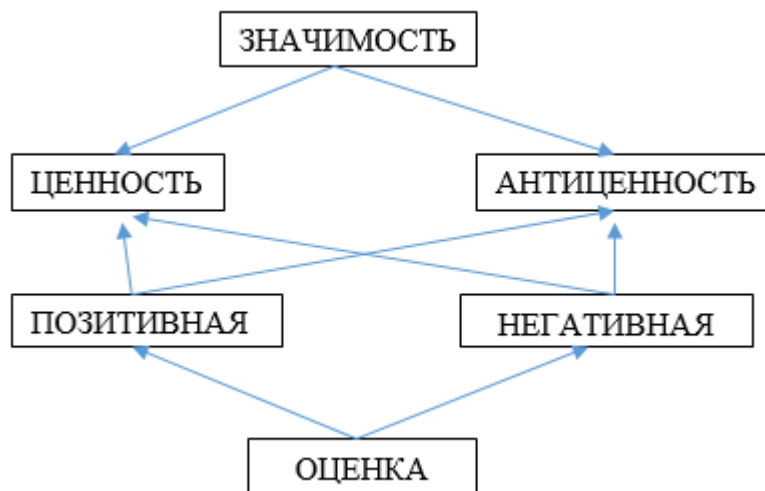 ЗНАЧИМОСТЬ
ЦЕННОСТЬ
АНТИЦЕННОСТЬ
ПОЗИТИВНАЯ
НЕГАТИВНАЯ
ОЦЕНКА